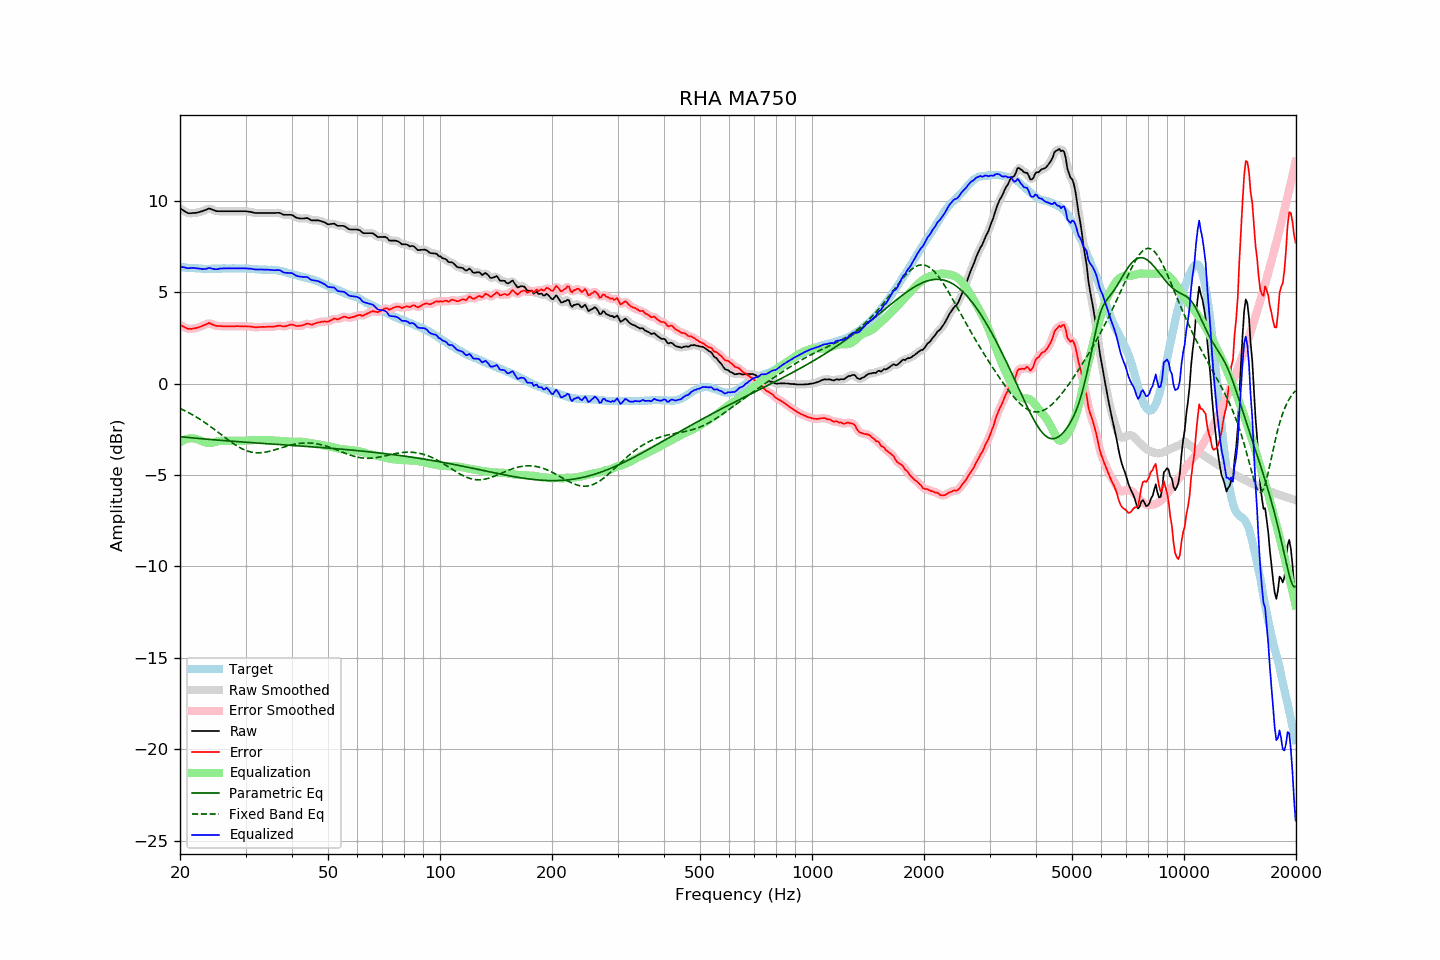 RHA MA750
Amplitude (dBr)
10
5
0
−5
−10
−15
−20
−25
Target
Raw Smoothed
Error Smoothed
Raw
Error
Equalization
Parametric Eq
Fixed Band Eq
Equalized
20 50 100 200 500 1000 2000 5000 10000 20000
Frequency (Hz)